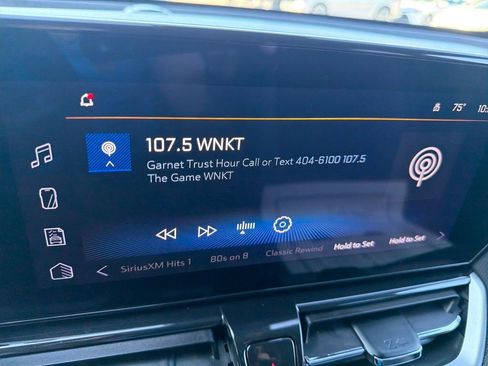 75°
107.5 WNKT
Garnet Trust Hour Call or Text 404-6100 107.5
The Game WNKT
SiriusXM Hits 1 80s on 8 Classic Rewind Hold to Set Hold to Set